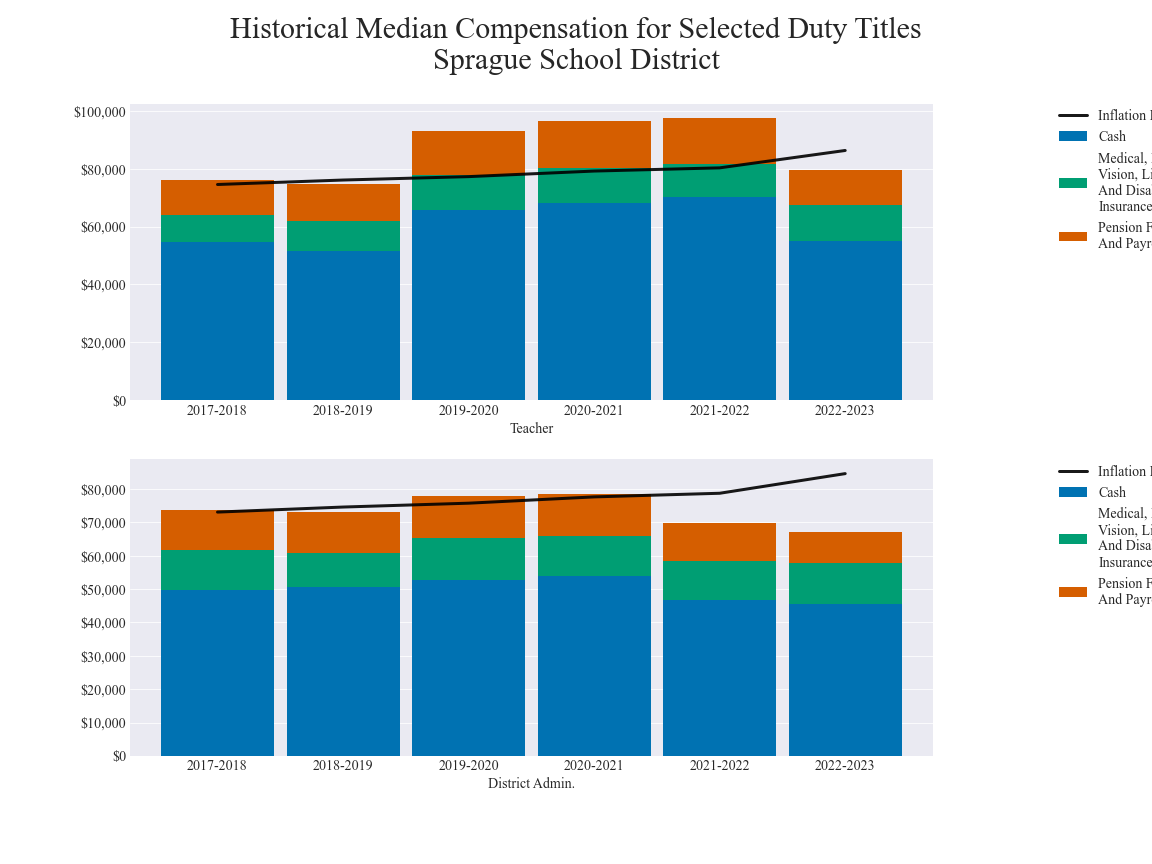 Historical Median Compensation for Selected Duty Titles
Sprague School District
$100,000
$80,000
$60,000
$40,000
$20,000
$0
2017-2018 2018-2019 2019-2020 2020-2021 2021-2022 2022-2023
Teacher
Inflation
Cash
Medical,
Vision,
And
Insurance
Pension
And
$80,000
$70,000
$60,000
$50,000
$40,000
$30,000
$20,000
$10,000
$0
2017-2018 2018-2019 2019-2020 2020-2021 2021-2022 2022-2023
District Admin.
Inflation
Cash
Medical,
Vision,
And
Insurance
Pension
And